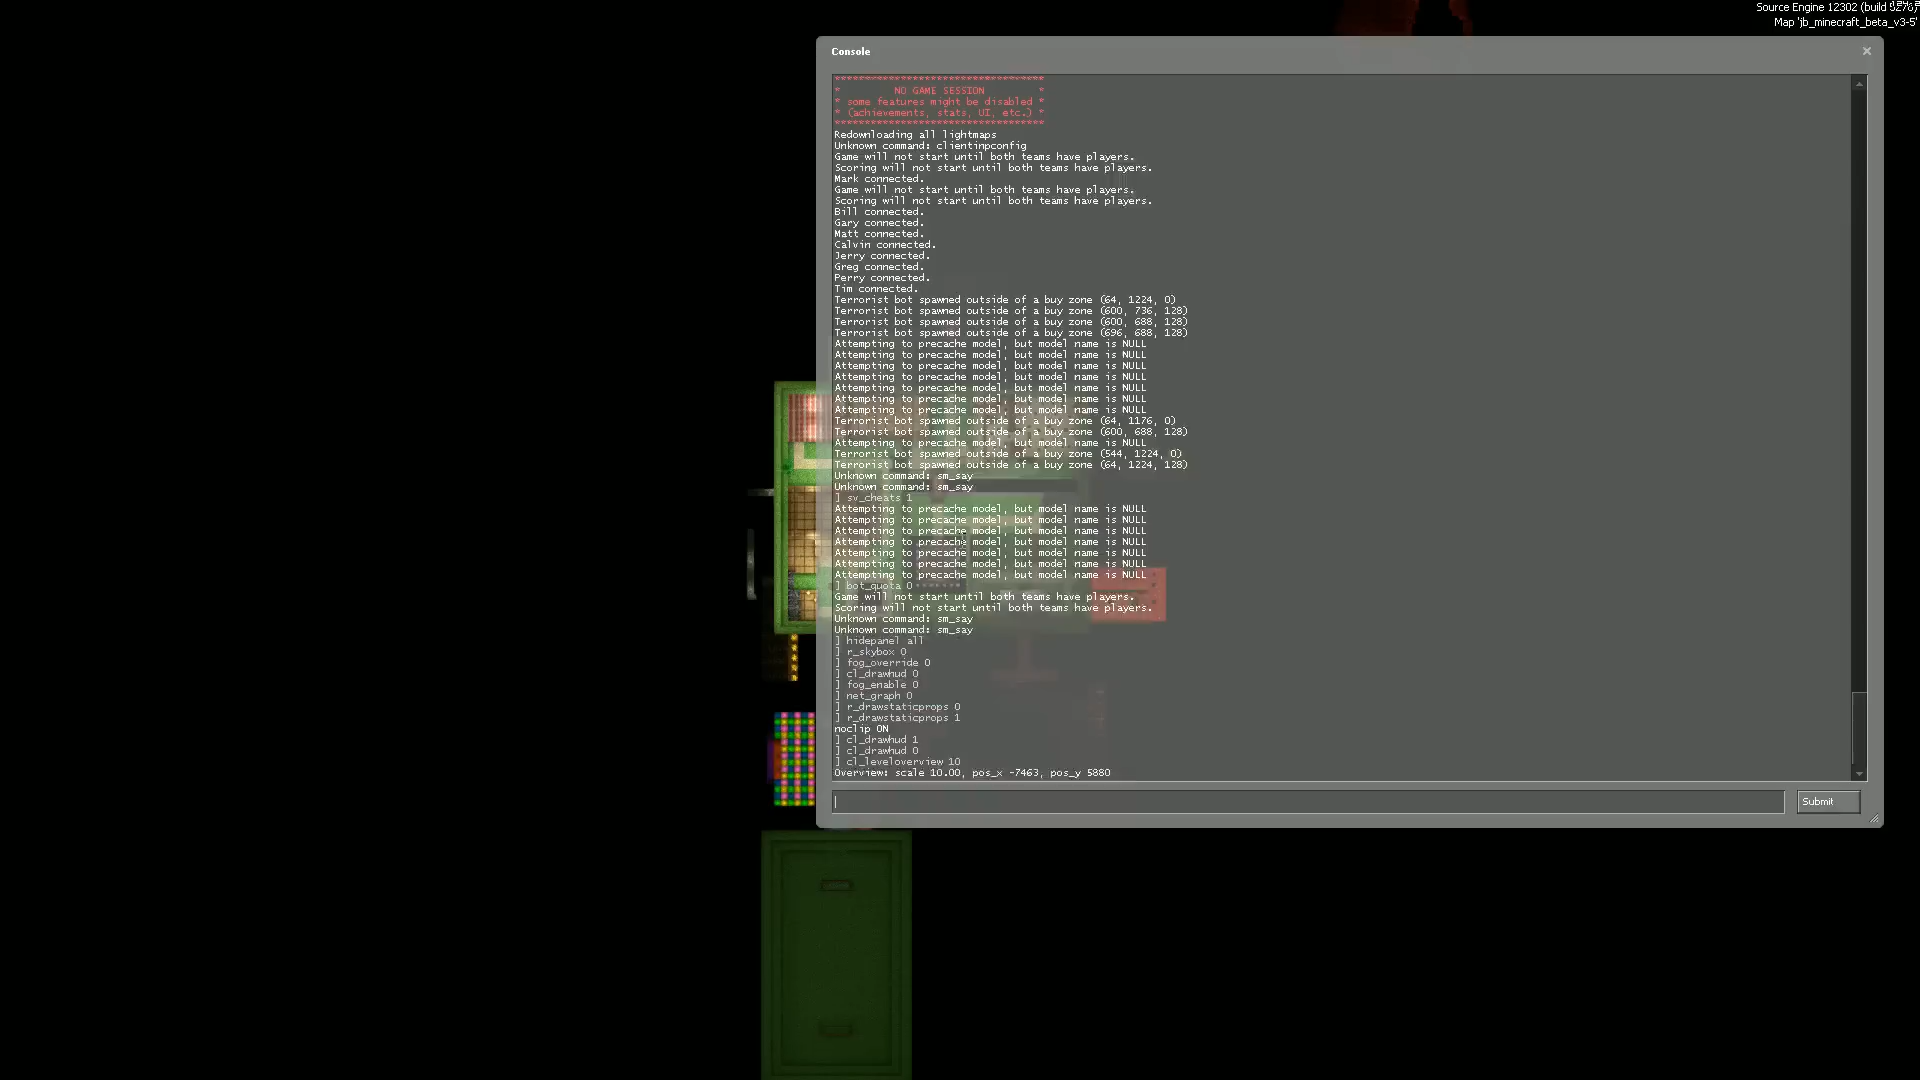 Source Engine 12302 (build
Map 'jb_minecraft_beta_v3-5'
Console
***********************************
* NO GAME SESSION *
* some features might be disabled *
* (achievements, stats, UI, etc.) *
***********************************
Redownloading all lightmaps
Unknown command: clientinpconfig
Game will not start until both teams have players.
Scoring will not start until both teams have players.
Mark connected.
Game will not start until both teams have players.
Scoring will not start until both teams have players.
Bill connected.
Gary connected.
Matt connected.
Calvin connected.
Jerry connected.
Greg connected.
Perry connected.
Tim connected.
Terrorist bot spawned outside of a buy zone (64, 1224, 0)
Terrorist bot spawned outside of a buy zone (600, 736, 128)
Terrorist bot spawned outside of a buy zone (600, 688, 128)
Terrorist bot spawned outside of a buy zone (696, 688, 128)
Attempting to precache model, but model name is NULL
Attempting to precache model, but model name is NULL
Attempting to precache model, but model name is NULL
Attempting to precache model, but model name is NULL
Attempting to precache model, but model name is NULL
Attempting to precache model, but model name is NULL
Attempting to precache model, but model name is NULL
Terrorist bot spawned outside of a buy zone (64, 1176, 0)
Terrorist bot spawned outside of a buy zone (600, 688, 128)
Attempting to precache model, but model name is NULL
Terrorist bot spawned outside of a buy zone (544, 1224, 0)
Terrorist bot spawned outside of a buy zone (64, 1224, 128)
Unknown command: sm_say
Unknown command: sm_say
] sv_cheats 1
Attempting to precache model, but model name is NULL
Attempting to precache model, but model name is NULL
Attempting to precache model, but model name is NULL
Attempting to precache model, but model name is NULL
Attempting to precache model, but model name is NULL
Attempting to precache model, but model name is NULL
Attempting to precache model, but model name is NULL
] bot_quota 0
Game will not start until both teams have players.
Scoring will not start until both teams have players.
Unknown command: sm_say
Unknown command: sm_say
] hidepanel all
] r_skybox 0
] fog_override 0
] cl_drawhud 0
] fog_enable 0
] net_graph 0
] r_drawstaticprops 0
] r_drawstaticprops 1
noclip ON
] cl_drawhud 1
] cl_drawhud 0
] cl_leveloverview 10
Overview: scale 10.00, pos_x -7463, pos_y 5880
Submit